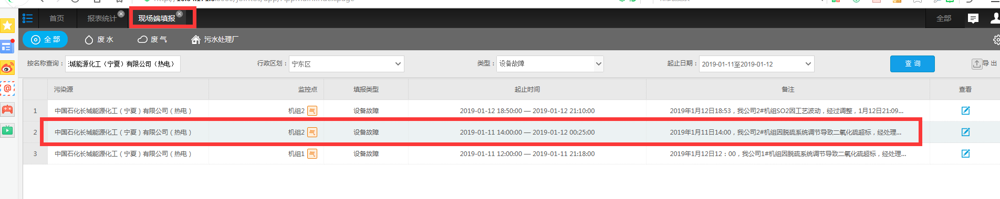 首页
报表统计
现场端填报
全部
全 部
废 水
废 气
污水处理厂
按名称查询：
城能源化工（宁夏）有限公司（热电）
行政区划：
宁东区
类型：
设备故障
起止日期：
2019-01-11至2019-01-12
查 询
导 出
污染源 监控点 填报类型 起止时间 备注 查看
1 中国石化长城能源化工（宁夏）有限公司（热电） 机组2 气 设备故障 2019-01-12 18:50:00 — 2019-01-12 21:10:00 2019年1月12日18:53，我公司2#机组SO2因工艺波动，经过调整，1月12日21:09...
2 中国石化长城能源化工（宁夏）有限公司（热电） 机组2 气 设备故障 2019-01-11 14:00:00 — 2019-01-12 00:25:00 2019年1月11日14:00，我公司2#机组因脱硫系统调节导致二氧化硫超标，经处理...
3 中国石化长城能源化工（宁夏）有限公司（热电） 机组1 气 设备故障 2019-01-11 12:00:00 — 2019-01-11 21:18:00 2019年1月12日12：00，我公司1#机组因脱硫系统调节导致二氧化硫超标，经处理...